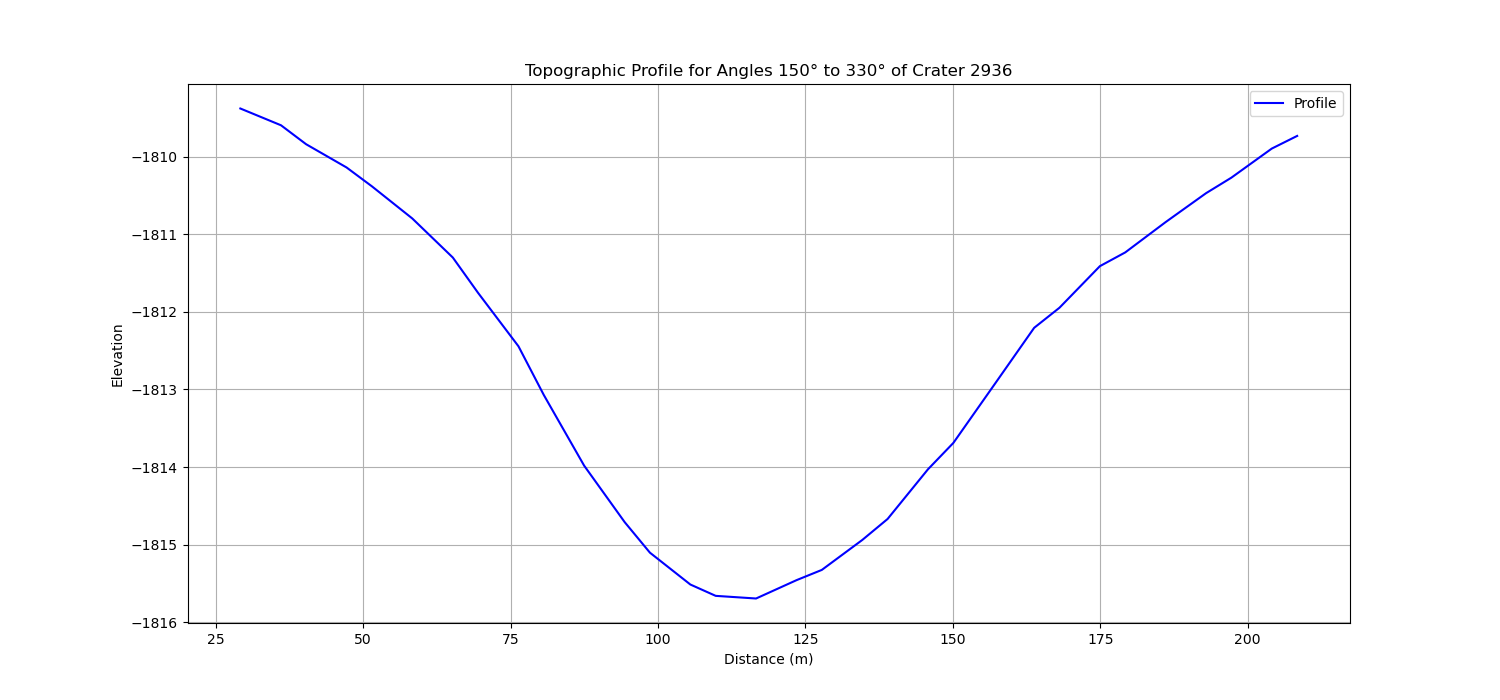 Topographic Profile for Angles 150° to 330° of Crater 2936
Profile
−1810
−1811
−1812
−1813
−1814
−1815
−1816
Elevation
25 50 75 100 125 150 175 200
Distance (m)